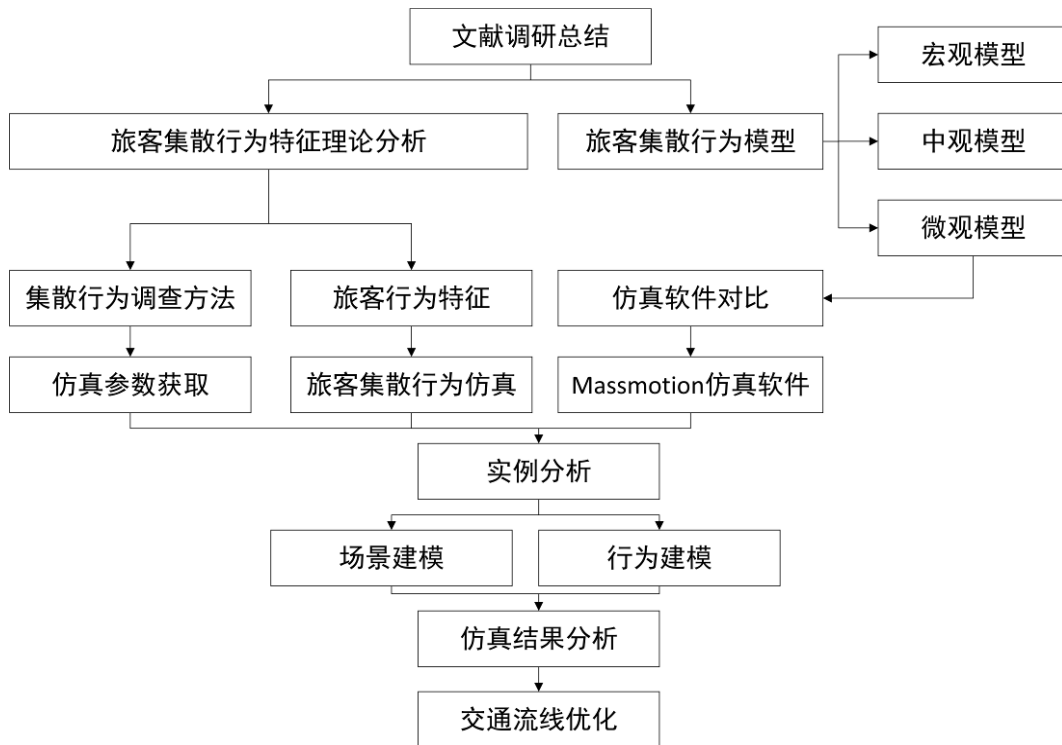 文献调研总结
宏观模型
旅客集散行为特征理论分析
旅客集散行为模型
中观模型
微观模型
集散行为调查方法
旅客行为特征
仿真软件对比
仿真参数获取
旅客集散行为仿真
Massmotion仿真软件
实例分析
场景建模
行为建模
仿真结果分析
交通流线优化